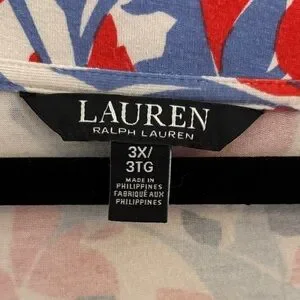 LAUREN
RALPH LAUREN
3X/
3TG
MADE IN
PHILIPPINES
FABRIQUÉ AUX
PHILIPPINES